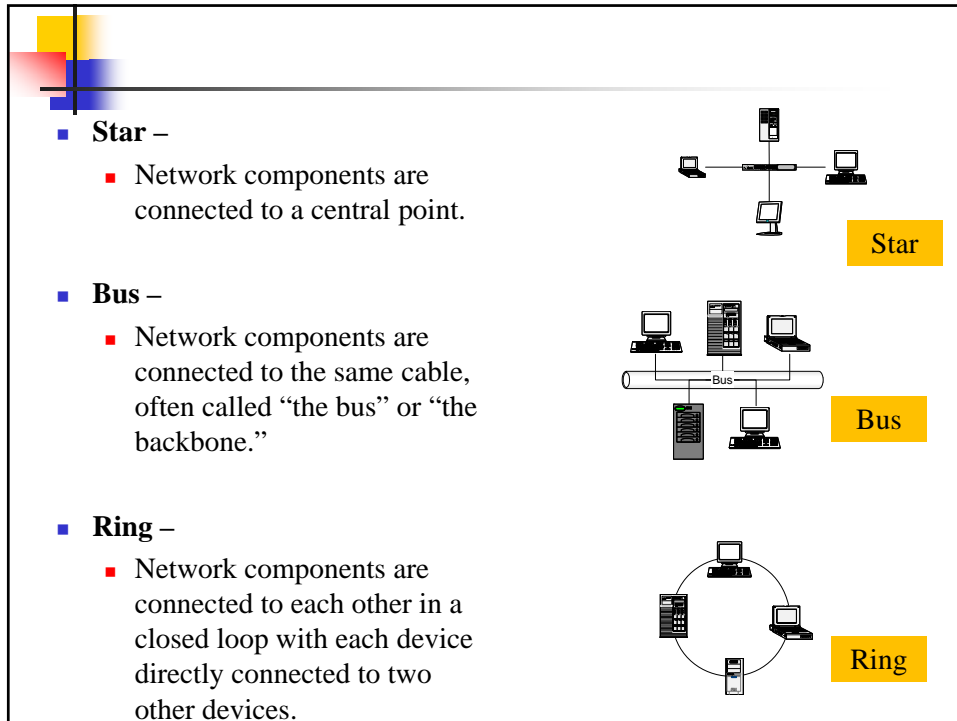 Star –
Network components are
connected to a central point.
Star
Bus –
Network components are
connected to the same cable,
often called “the bus” or “the
backbone.”
Bus
Bus
Ring –
Network components are
connected to each other in a
closed loop with each device
directly connected to two
other devices.
Ring